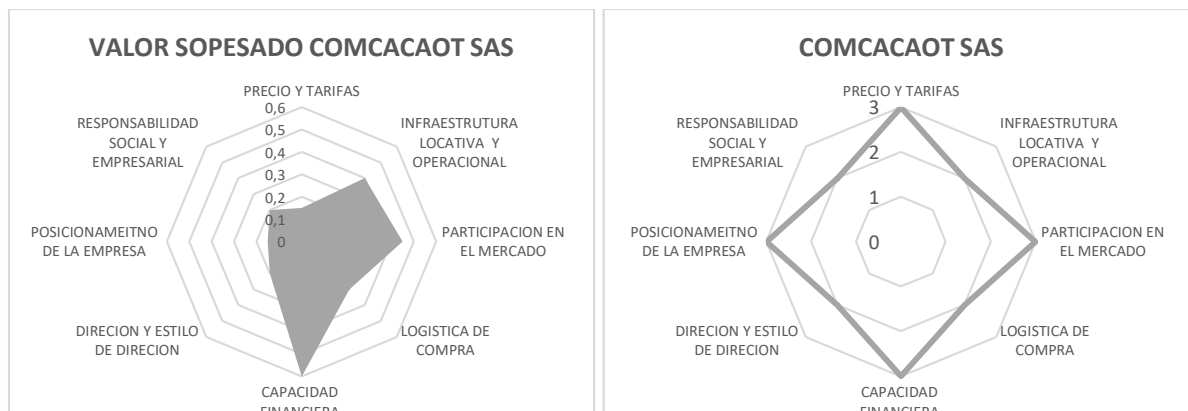 VALOR SOPESADO COMCACAOT SAS
PRECIO Y TARIFAS
0,6
0,5
0,4
0,3
0,2
0,1
0
INFRAESTRUTURA
LOCATIVA Y
OPERACIONAL
PARTICIPACION EN
EL MERCADO
LOGISTICA DE
COMPRA
CAPACIDAD
FINANCIERA
DIRECION Y ESTILO
DE DIRECION
POSICIONAMEITNO
DE LA EMPRESA
RESPONSABILIDAD
SOCIAL Y
EMPRESARIAL
COMCACAOT SAS
PRECIO Y TARIFAS
3
2
1
0
INFRAESTRUTURA
LOCATIVA Y
OPERACIONAL
PARTICIPACION EN
EL MERCADO
LOGISTICA DE
COMPRA
CAPACIDAD
FINANCIERA
DIRECION Y ESTILO
DE DIRECION
POSICIONAMEITNO
DE LA EMPRESA
RESPONSABILIDAD
SOCIAL Y
EMPRESARIAL